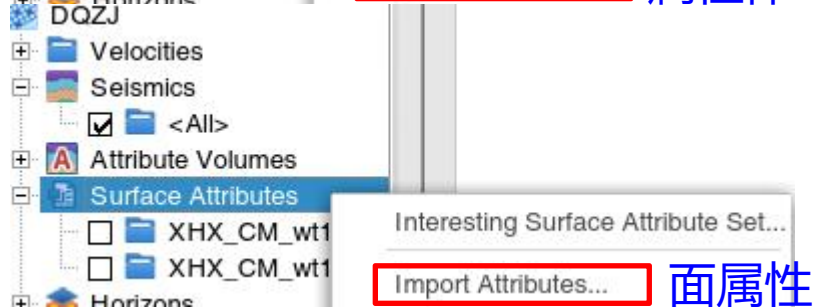 DQZJ
Velocities
Seismics
<All>
Attribute Volumes
Surface Attributes
XHX_CM_wt1
XHX_CM_wt1
Horizons
Interesting Surface Attribute Set...
Import Attributes...
面属性